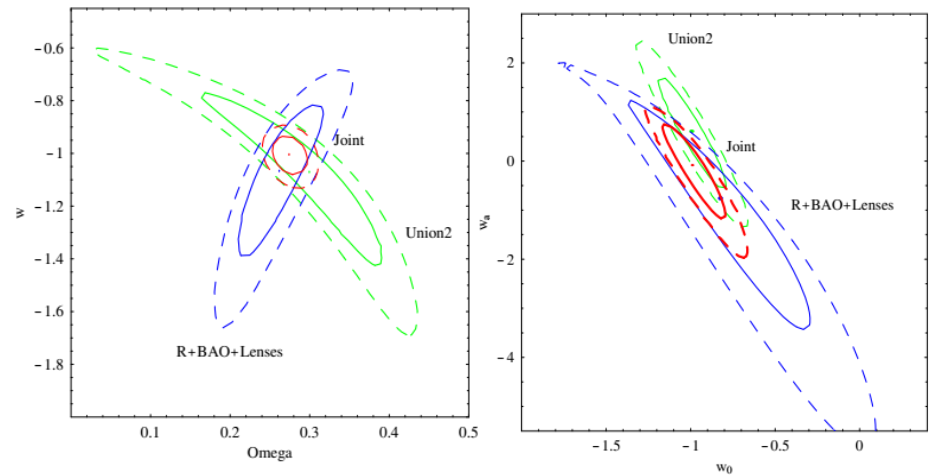 -0.6
-0.8
-1
-1.2
-1.4
-1.6
-1.8
w
0.1 0.2 0.3 0.4 0.5
Omega
Joint
Union2
R+BAO+Lenses
2
0
-2
-4
w_a
-1.5 -1 -0.5 0
w_0
Union2
Joint
R+BAO+Lenses